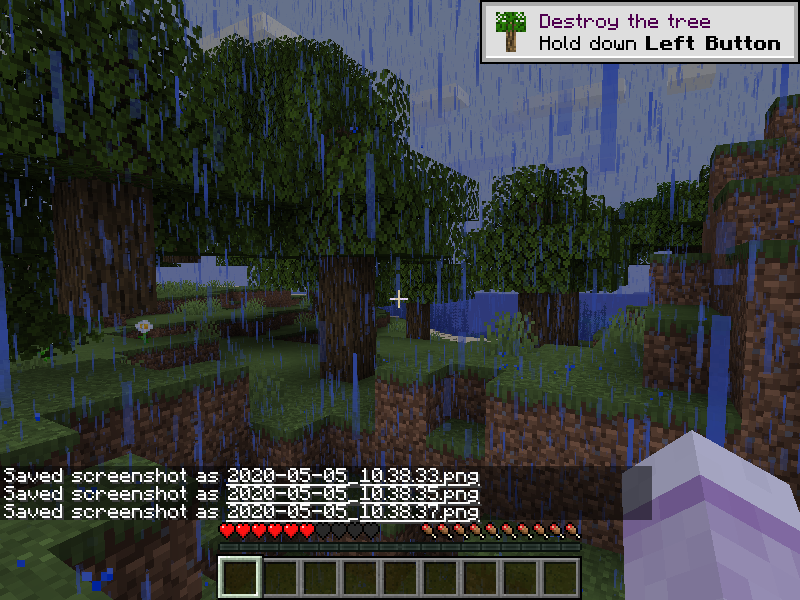 Destroy the tree
Hold down Left Button
Saved screenshot as 2020-05-05_10.38.33.png
Saved screenshot as 2020-05-05_10.38.35.png
Saved screenshot as 2020-05-05_10.38.37.png